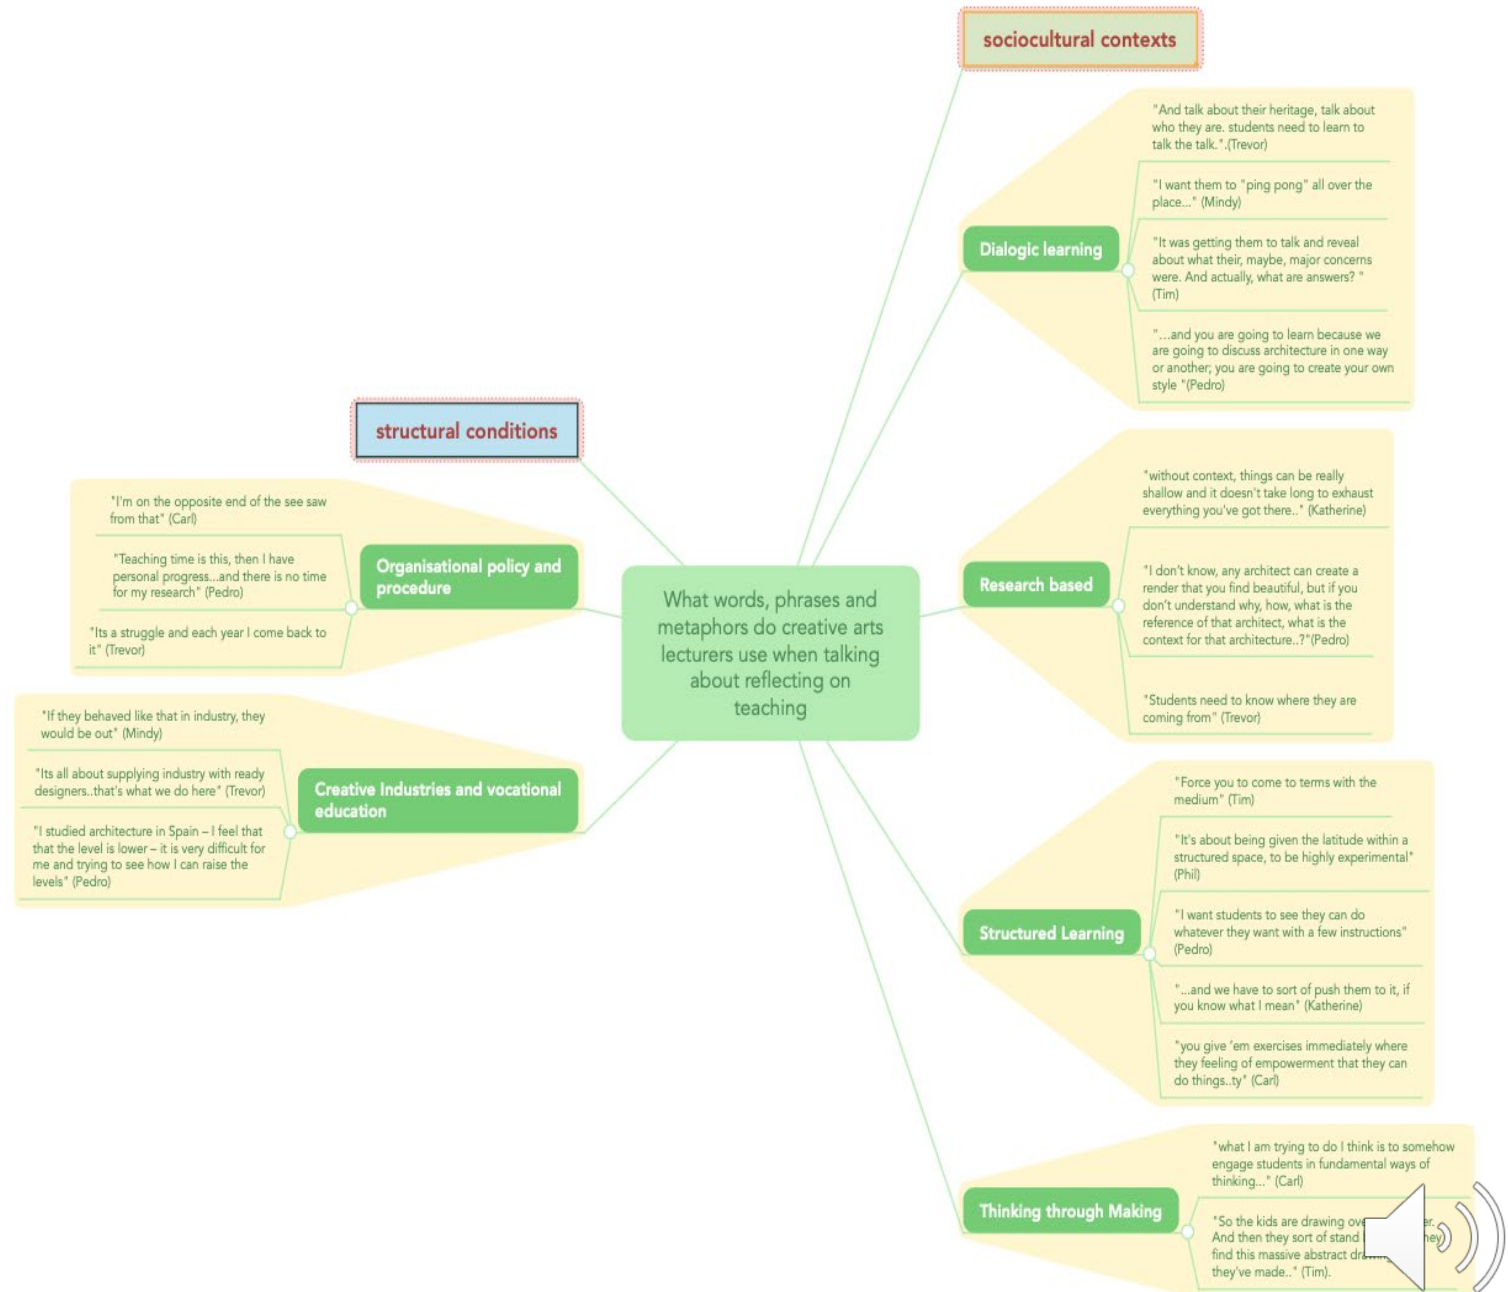 sociocultural contexts
"And talk about their heritage, talk about
who they are. students need to learn to
talk the talk.".(Trevor)
"I want them to "ping pong" all over the
place..." (Mindy)
Dialogic learning
"It was getting them to talk and reveal
about what their, maybe, major concerns
were. And actually, what are answers? "
(Tim)
"...and you are going to learn because we
are going to discuss architecture in one way
or another; you are going to create your own
style "(Pedro)
structural conditions
"I'm on the opposite end of the see saw
from that" (Carl)
"Teaching time is this, then I have
personal progress...and there is no time
for my research" (Pedro)
"Its a struggle and each year I come back to
it" (Trevor)
Organisational policy and
procedure
What words, phrases and
metaphors do creative arts
lecturers use when talking
about reflecting on
teaching
"without context, things can be really
shallow and it doesn't take long to exhaust
everything you've got there.." (Katherine)
Research based
"I don't know, any architect can create a
render that you find beautiful, but if you
don't understand why, how, what is the
reference of that architect, what is the
context for that architecture..?"(Pedro)
"Students need to know where they are
coming from" (Trevor)
"If they behaved like that in industry, they
would be out" (Mindy)
"Its all about supplying industry with ready
designers..that's what we do here" (Trevor)
"I studied architecture in Spain – I feel that
that the level is lower – it is very difficult for
me and trying to see how I can raise the
levels" (Pedro)
Creative Industries and vocational
education
"Force you to come to terms with the
medium" (Tim)
"It's about being given the latitude within a
structured space, to be highly experimental"
(Phil)
Structured Learning
"I want students to see they can do
whatever they want with a few instructions"
(Pedro)
"...and we have to sort of push them to it, if
you know what I mean" (Katherine)
"you give 'em exercises immediately where
they feeling of empowerment that they can
do things..ty" (Carl)
"what I am trying to do I think is to somehow
engage students in fundamental ways of
thinking..." (Carl)
Thinking through Making
"So the kids are drawing
And then they sort of stand
find this massive abstract
they've made.." (Tim).